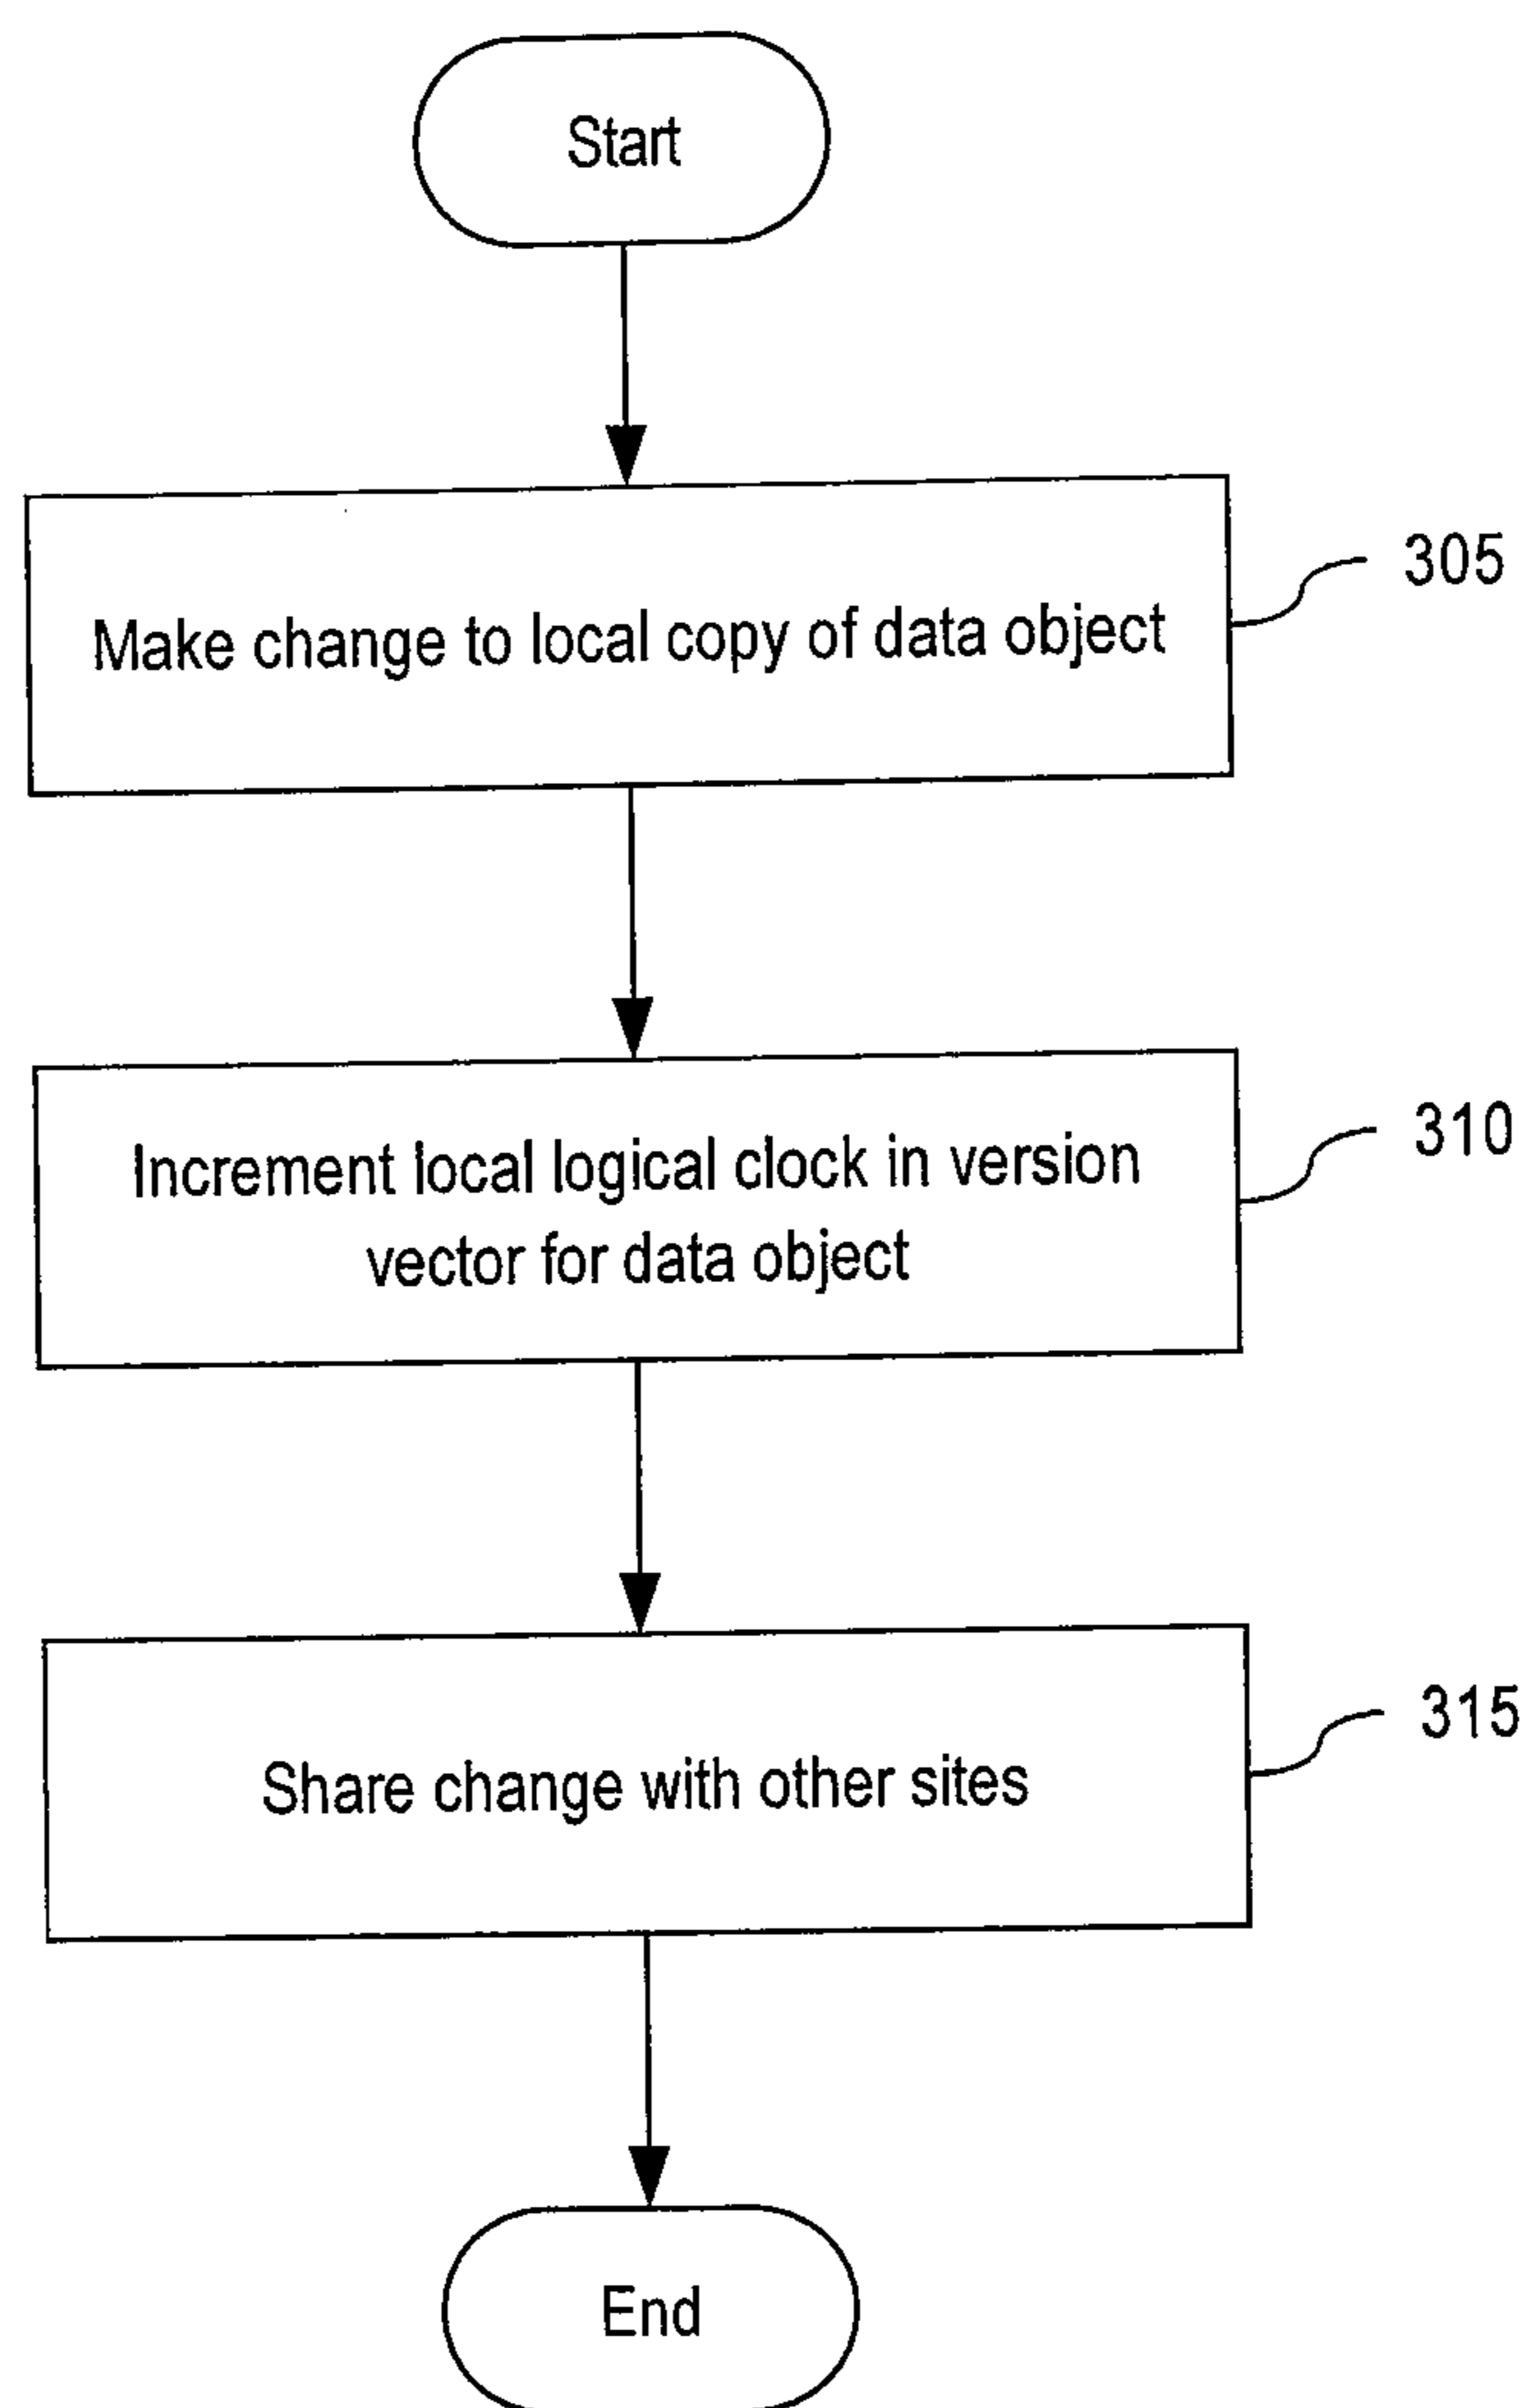 Start
Make change to local copy of data object
305
Increment local logical clock in version
vector for data object
310
Share change with other sites
315
End